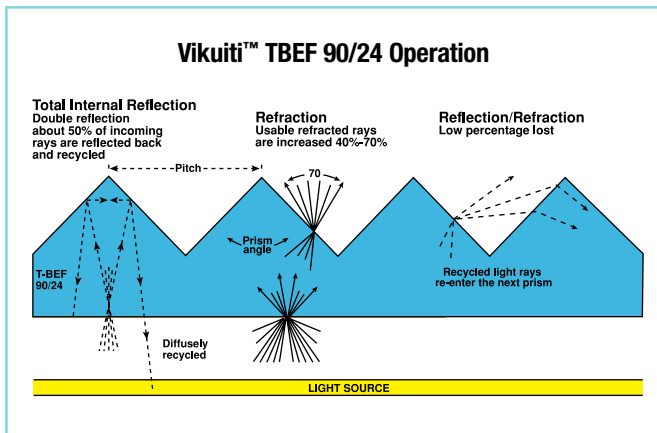 Vikuiti™ TBEF 90/24 Operation
Total Internal Reflection
Double reflection
about 50% of incoming
rays are reflected back
and recycled
Refraction
Usable refracted rays
are increased 40%-70%
Reflection/Refraction
Low percentage lost
Pitch
70
Prism
angle
T-BEF
90/24
Recycled light rays
re-enter the next prism
Diffusely
recycled
LIGHT SOURCE